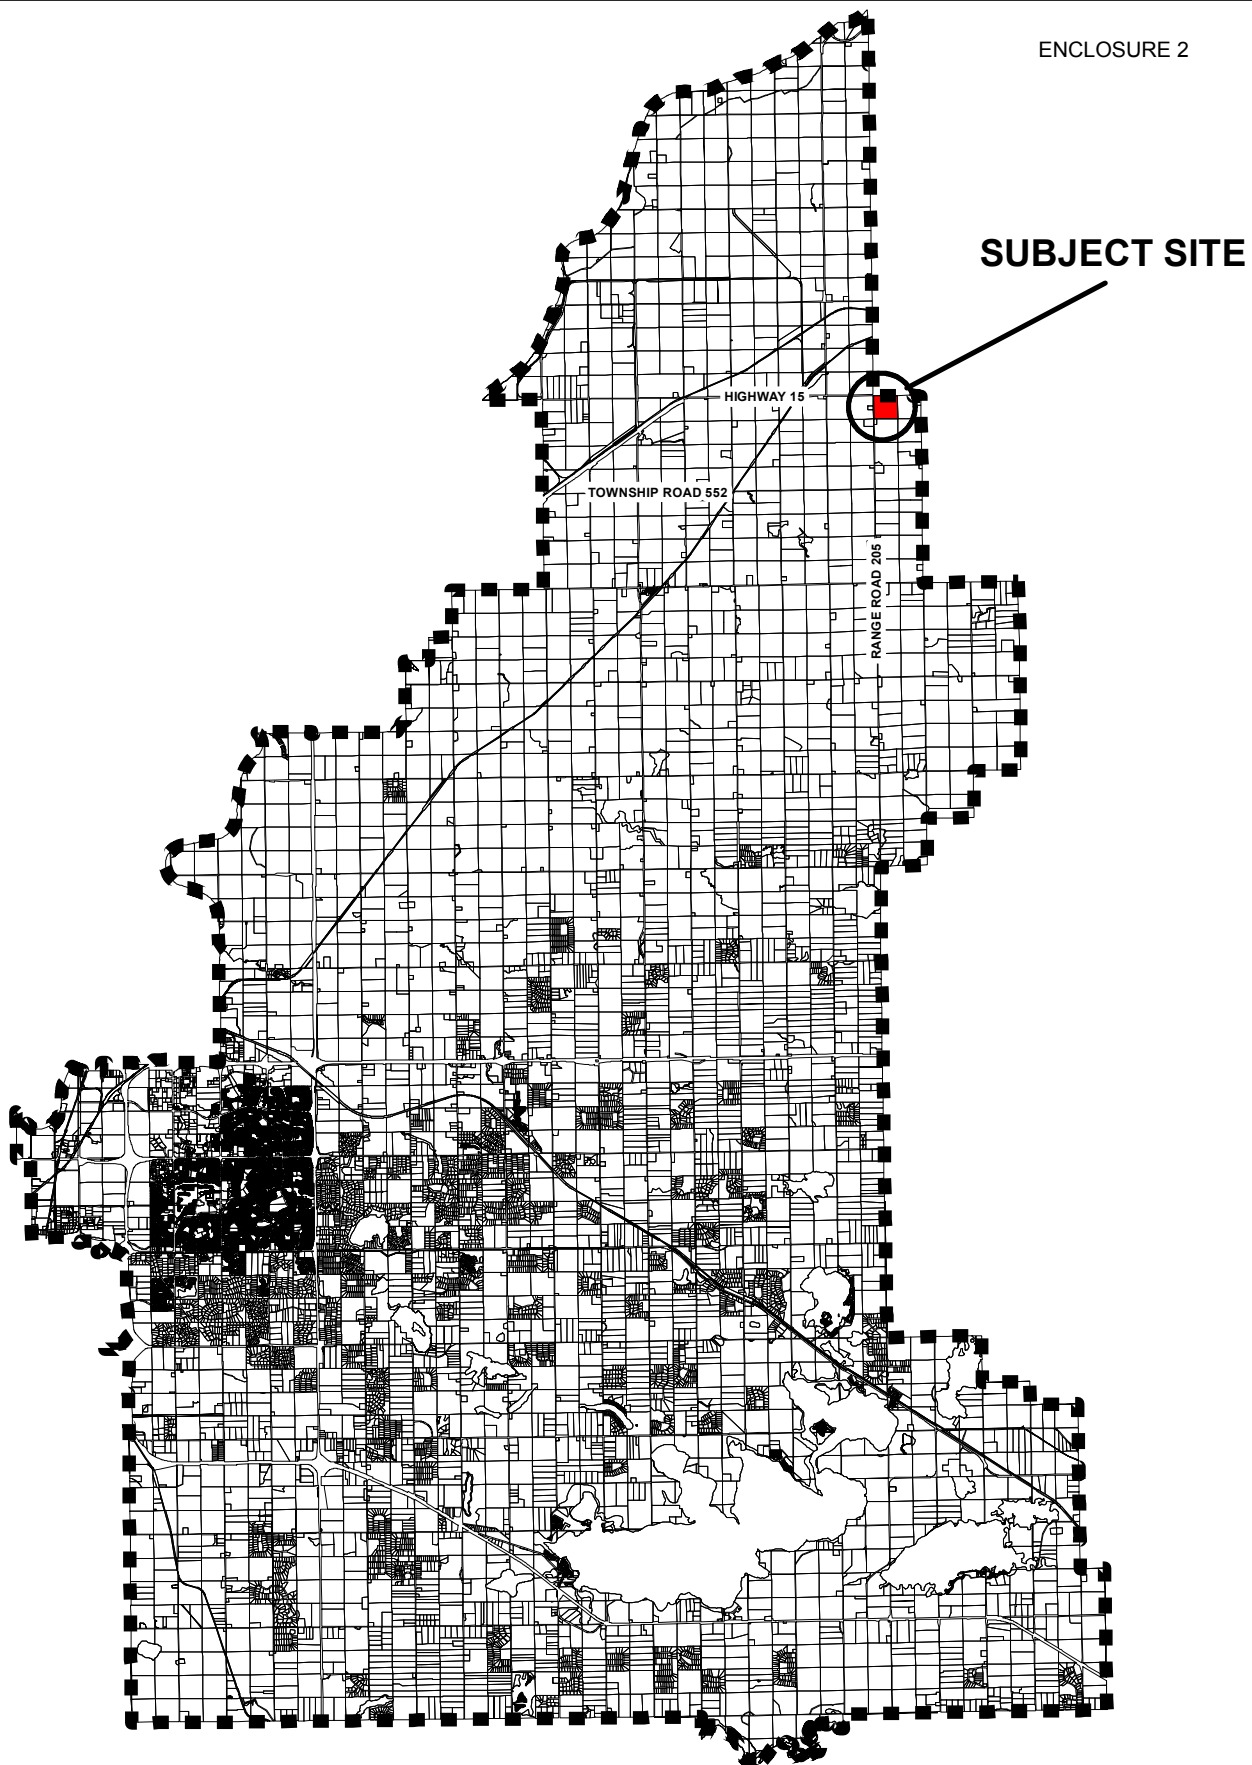 ENCLOSURE 2
SUBJECT SITE
HIGHWAY 15
TOWNSHIP ROAD 552
RANGE ROAD 205